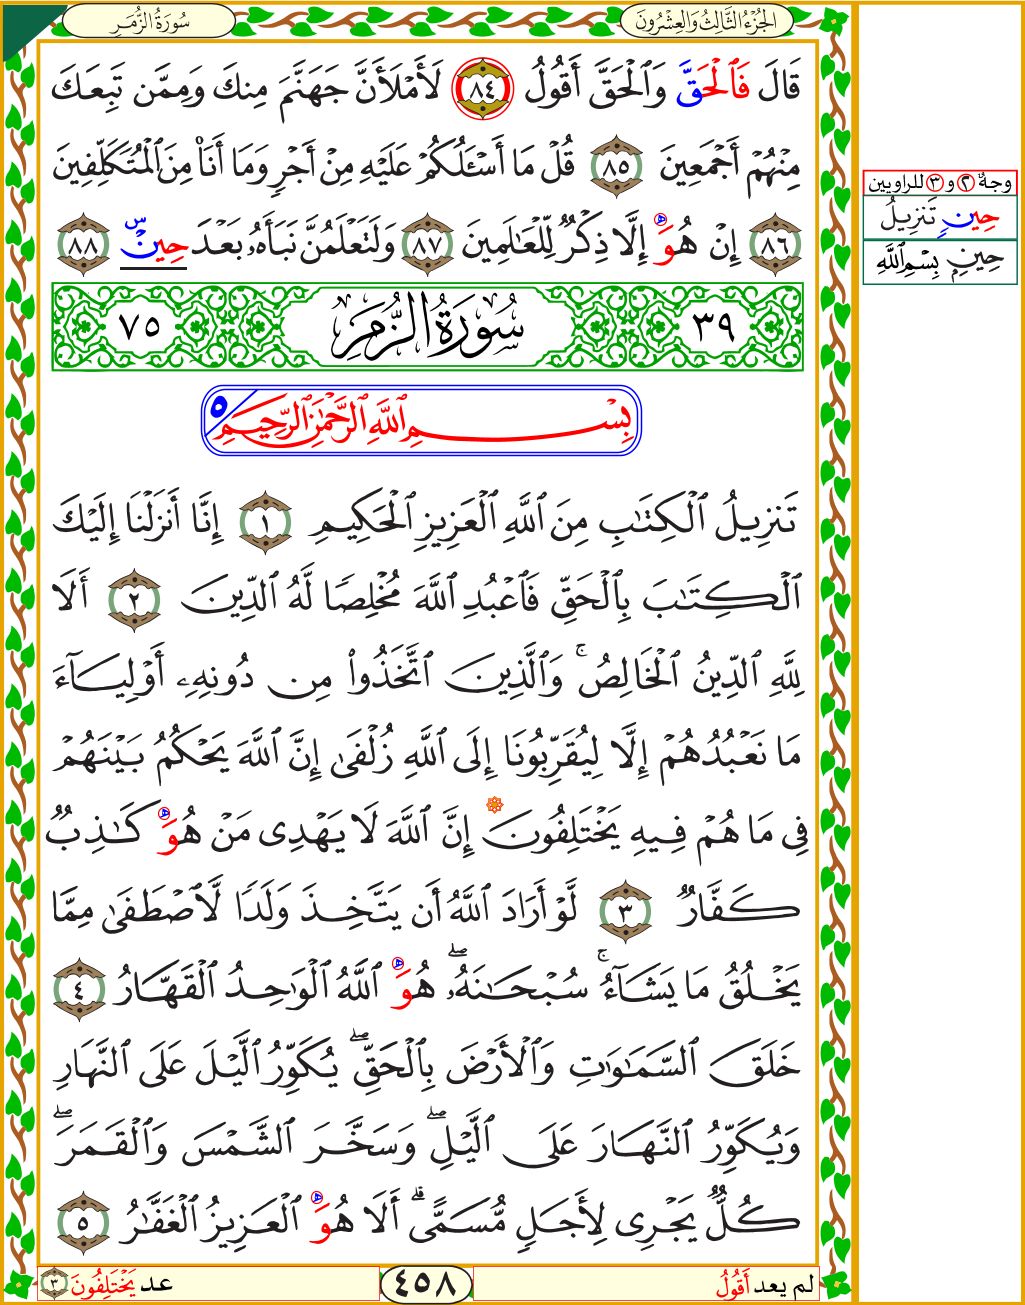 الجُزْءُ الثَّالِثُ وَالعِشْرُونَ
سُورَةُ الزُّمَرِ
قَالَ فَٱلْحَقَّ وَٱلْحَقَّ أَقُولُ ٨٤ لَأَمْلَأَنَّ جَهَنَّمَ مِنكَ وَمِمَّن تَبِعَكَ
مِنْهُمْ أَجْمَعِينَ ٨٥ قُلْ مَا أَسْـَٔلُكُمْ عَلَيْهِ مِنْ أَجْرٍ وَمَا أَنَا۠ مِنَ ٱلْمُتَكَلِّفِينَ
٨٦ إِنْ هُوَ إِلَّا ذِكْرٌ لِّلْعَٰلَمِينَ ٨٧ وَلَتَعْلَمُنَّ نَبَأَهُۥ بَعْدَ حِينٍۢ ٨٨
٣٩ سُورَةُ الزُّمَرِ ٧٥
بِسْمِ ٱللَّهِ ٱلرَّحْمَٰنِ ٱلرَّحِيمِ ٥
تَنزِيلُ ٱلْكِتَٰبِ مِنَ ٱللَّهِ ٱلْعَزِيزِ ٱلْحَكِيمِ ١ إِنَّا أَنزَلْنَا إِلَيْكَ
ٱلْكِتَٰبَ بِٱلْحَقِّ فَٱعْبُدِ ٱللَّهَ مُخْلِصًا لَّهُ ٱلدِّينَ ٢ أَلَا
لِلَّهِ ٱلدِّينُ ٱلْخَالِصُ ۚ وَٱلَّذِينَ ٱتَّخَذُوا۟ مِن دُونِهِۦ أَوْلِيَآءَ
مَا نَعْبُدُهُمْ إِلَّا لِيُقَرِّبُونَا إِلَى ٱللَّهِ زُلْفَىٰ إِنَّ ٱللَّهَ يَحْكُمُ بَيْنَهُمْ
فِى مَا هُمْ فِيهِ يَخْتَلِفُونَ إِنَّ ٱللَّهَ لَا يَهْدِى مَنْ هُوَ كَٰذِبٌ
كَفَّارٌ ٣ لَّوْ أَرَادَ ٱللَّهُ أَن يَتَّخِذَ وَلَدًا لَّٱصْطَفَىٰ مِمَّا
يَخْلُقُ مَا يَشَآءُ ۚ سُبْحَٰنَهُۥ ۖ هُوَ ٱللَّهُ ٱلْوَٰحِدُ ٱلْقَهَّارُ ٤
خَلَقَ ٱلسَّمَٰوَٰتِ وَٱلْأَرْضَ بِٱلْحَقِّ ۖ يُكَوِّرُ ٱلَّيْلَ عَلَى ٱلنَّهَارِ
وَيُكَوِّرُ ٱلنَّهَارَ عَلَى ٱلَّيْلِ ۖ وَسَخَّرَ ٱلشَّمْسَ وَٱلْقَمَرَ ۖ
كُلٌّ يَجْرِى لِأَجَلٍ مُّسَمًّى ۗ أَلَا هُوَ ٱلْعَزِيزُ ٱلْغَفَّٰرُ ٥
لم يعد أَقُولُ
٤٥٨
عد يَخْتَلِفُونَ ٣
وجهٌ ٢ و ٣ للراويين
حِينٍ تَنزِيلُ
حِينِمِ بِسْمِ ٱللَّهِ